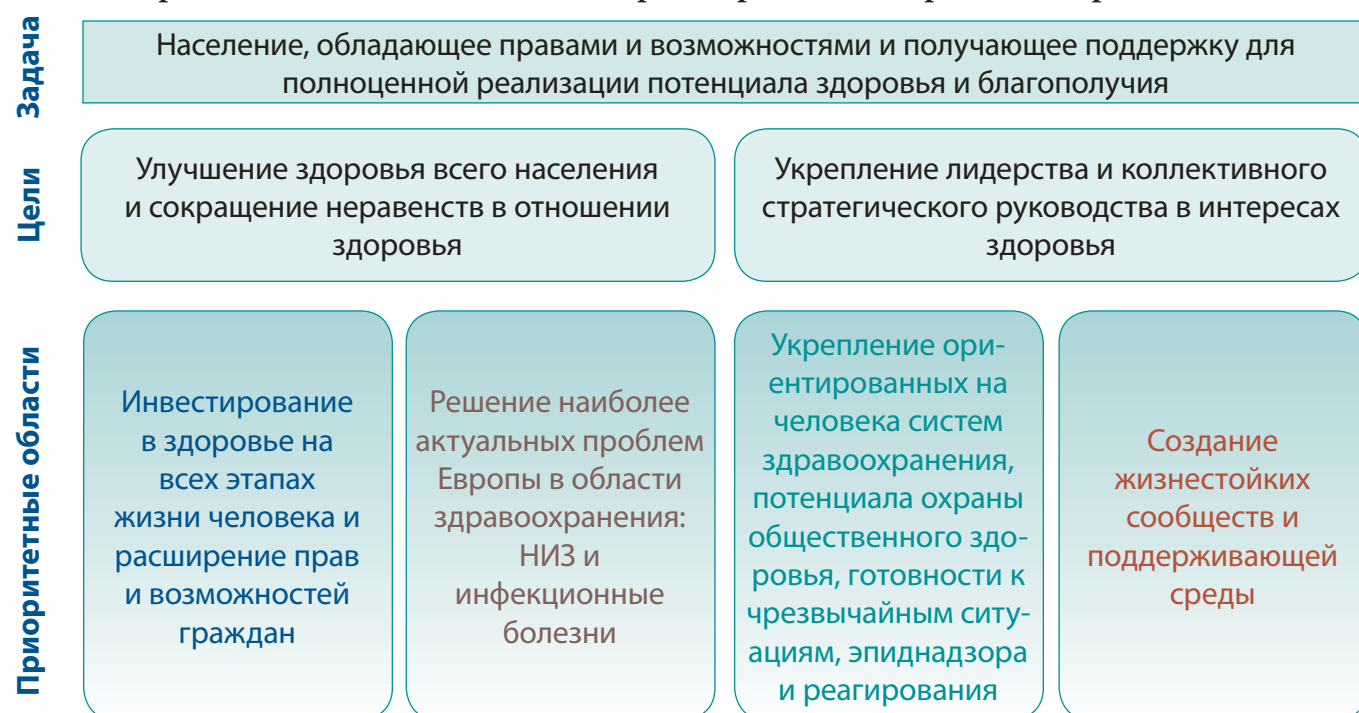 Задача
Население, обладающее правами и возможностями и получающее поддержку для
полноценной реализации потенциала здоровья и благополучия
Цели
Улучшение здоровья всего населения
и сокращение неравенств в отношении
здоровья
Укрепление лидерства и коллективного
стратегического руководства в интересах
здоровья
Приоритетные области
Инвестирование
в здоровье на
всех этапах
жизни человека и
расширение прав
и возможностей
граждан
Решение наиболее
актуальных проблем
Европы в области
здравоохранения:
НИЗ и
инфекционные
болезни
Укрепление ори-
ентированных на
человека систем
здравоохранения,
потенциала охраны
общественного здо-
ровья, готовности к
чрезвычайным ситу-
ациям, эпиднадзора
и реагирования
Создание
жизнестойких
сообществ и
поддерживающей
среды